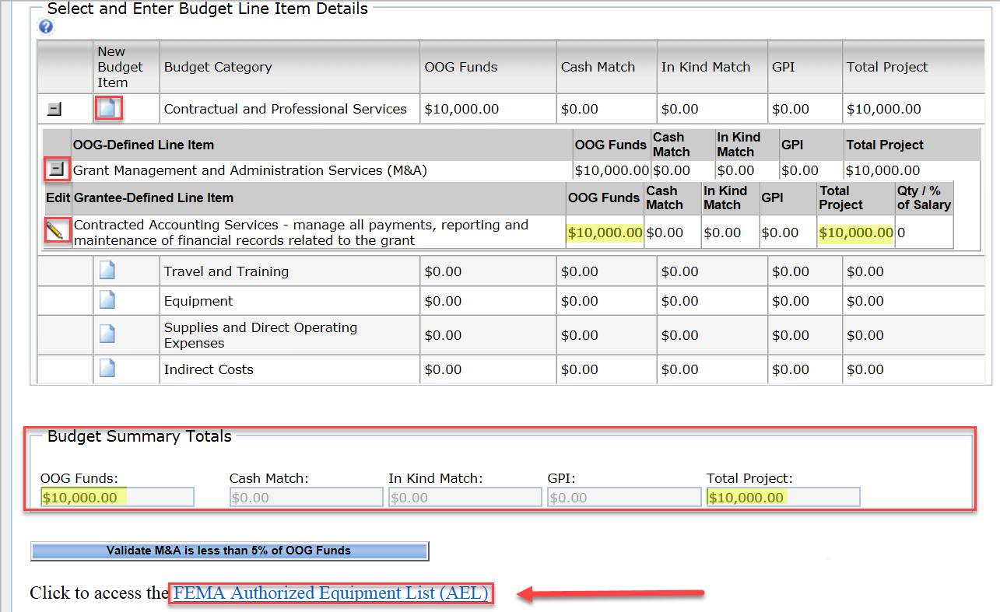 Select and Enter Budget Line Item Details
?
New Budget Item Budget Category OOG Funds Cash Match In Kind Match GPI Total Project
Contractual and Professional Services $10,000.00 $0.00 $0.00 $0.00 $10,000.00
OOG-Defined Line Item OOG Funds Cash Match In Kind Match GPI Total Project
Grant Management and Administration Services (M&A) $10,000.00 $0.00 $0.00 $0.00 $10,000.00
Edit Grantee-Defined Line Item OOG Funds Cash Match In Kind Match GPI Total Project Qty / % of Salary
Contracted Accounting Services - manage all payments, reporting and
maintenance of financial records related to the grant $10,000.00 $0.00 $0.00 $0.00 $10,000.00 0
Travel and Training $0.00 $0.00 $0.00 $0.00 $0.00
Equipment $0.00 $0.00 $0.00 $0.00 $0.00
Supplies and Direct Operating
Expenses $0.00 $0.00 $0.00 $0.00 $0.00
Indirect Costs $0.00 $0.00 $0.00 $0.00 $0.00
Budget Summary Totals
OOG Funds: Cash Match: In Kind Match: GPI: Total Project:
$10,000.00 $0.00 $0.00 $0.00 $10,000.00
Validate M&A is less than 5% of OOG Funds
Click to access the FEMA Authorized Equipment List (AEL)